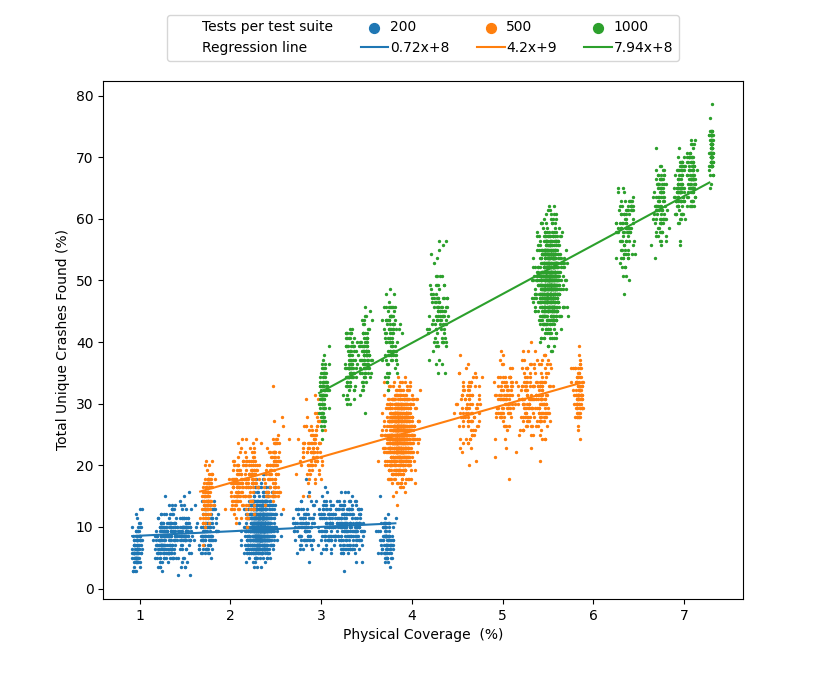 Tests per test suite 200 500 1000
Regression line 0.72x+8 4.2x+9 7.94x+8
80
70
60
50
40
30
20
10
0
Total Unique Crashes Found (%)
1 2 3 4 5 6 7
Physical Coverage (%)